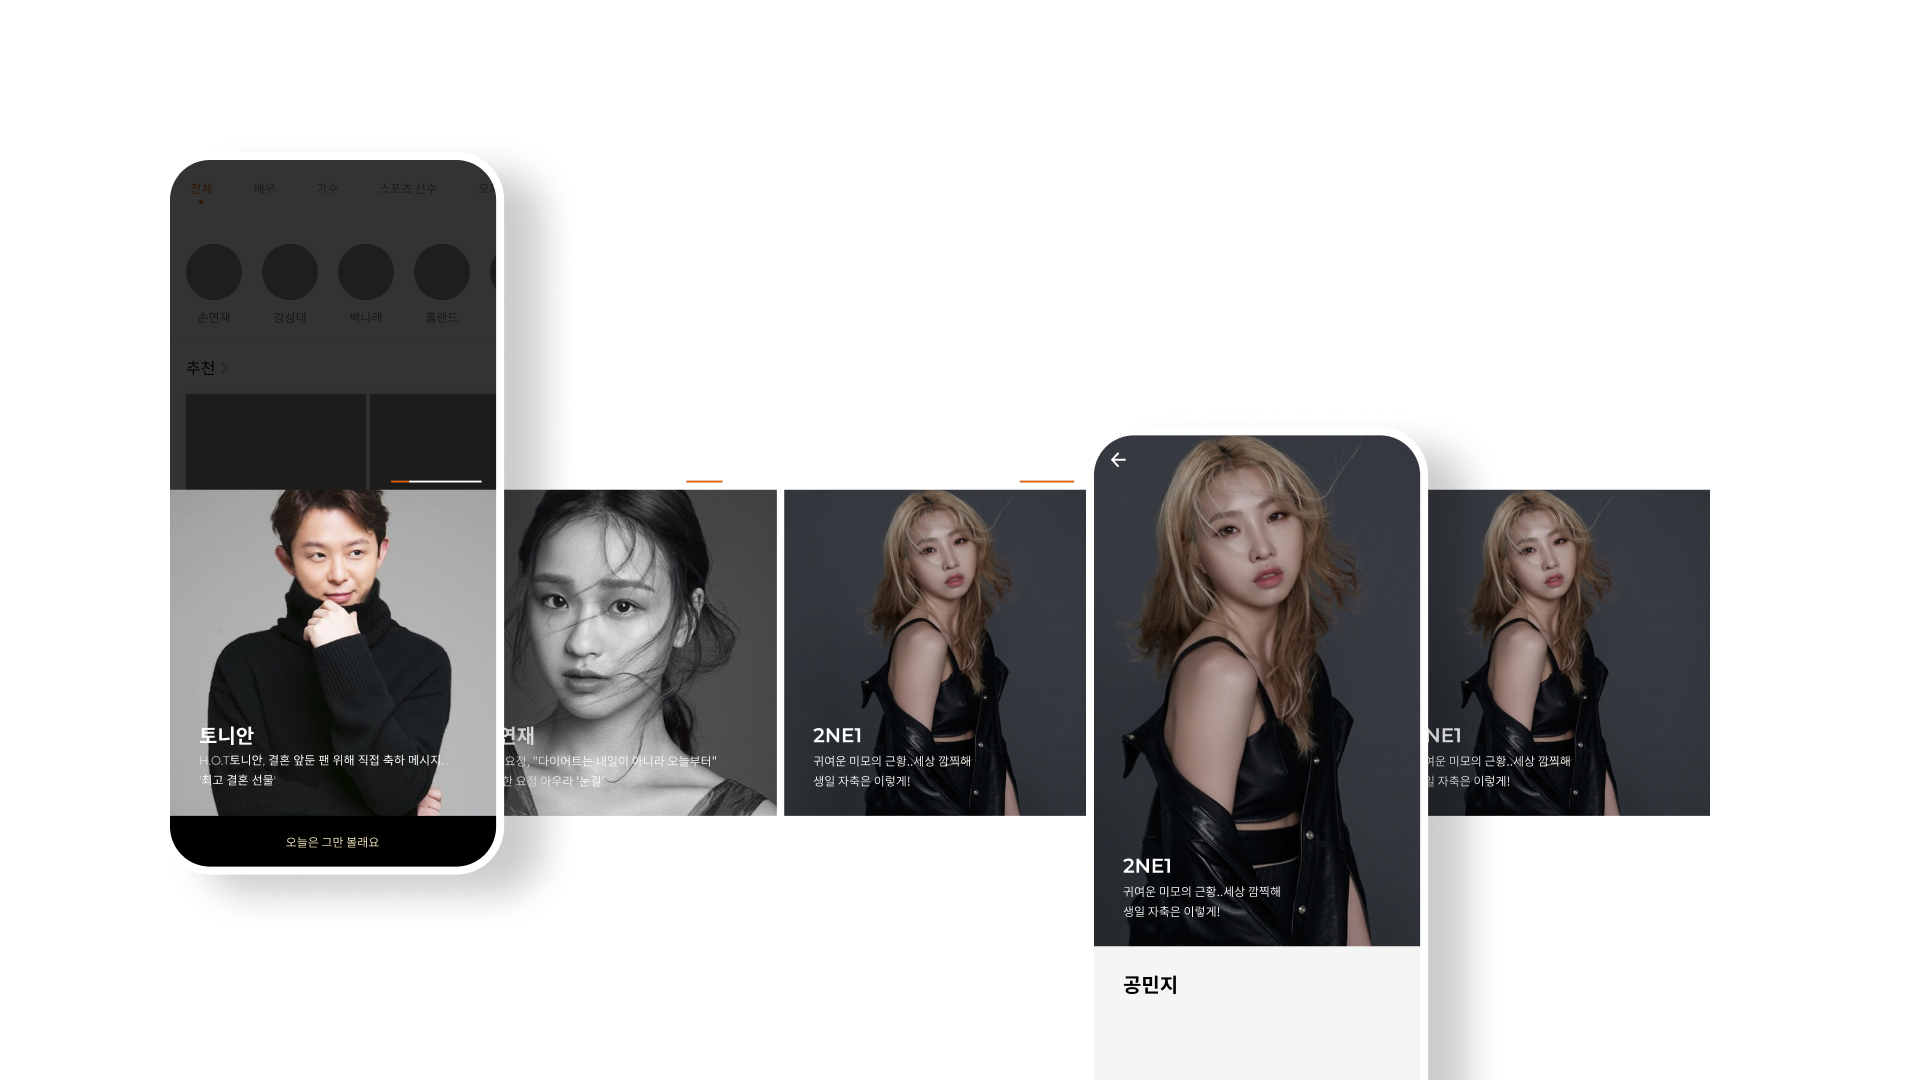 전체 배우 가수 스포츠 선수
손연재 강성태 박나래 홀랜드
추천
토니안
H.O.T토니안, 결혼 앞둔 팬 위해 직접 축하 메시지..
'최고 결혼 선물'
오늘은 그만 볼래요
연재
요정, "다이어트는 내일이 아니라 오늘부터"
한 요정 아우라 '눈길'
2NE1
귀여운 미모의 근황..세상 깜찍해
생일 자축은 이렇게!
2NE1
귀여운 미모의 근황..세상 깜찍해
생일 자축은 이렇게!
공민지
NE1
여운 미모의 근황..세상 깜찍해
일 자축은 이렇게!